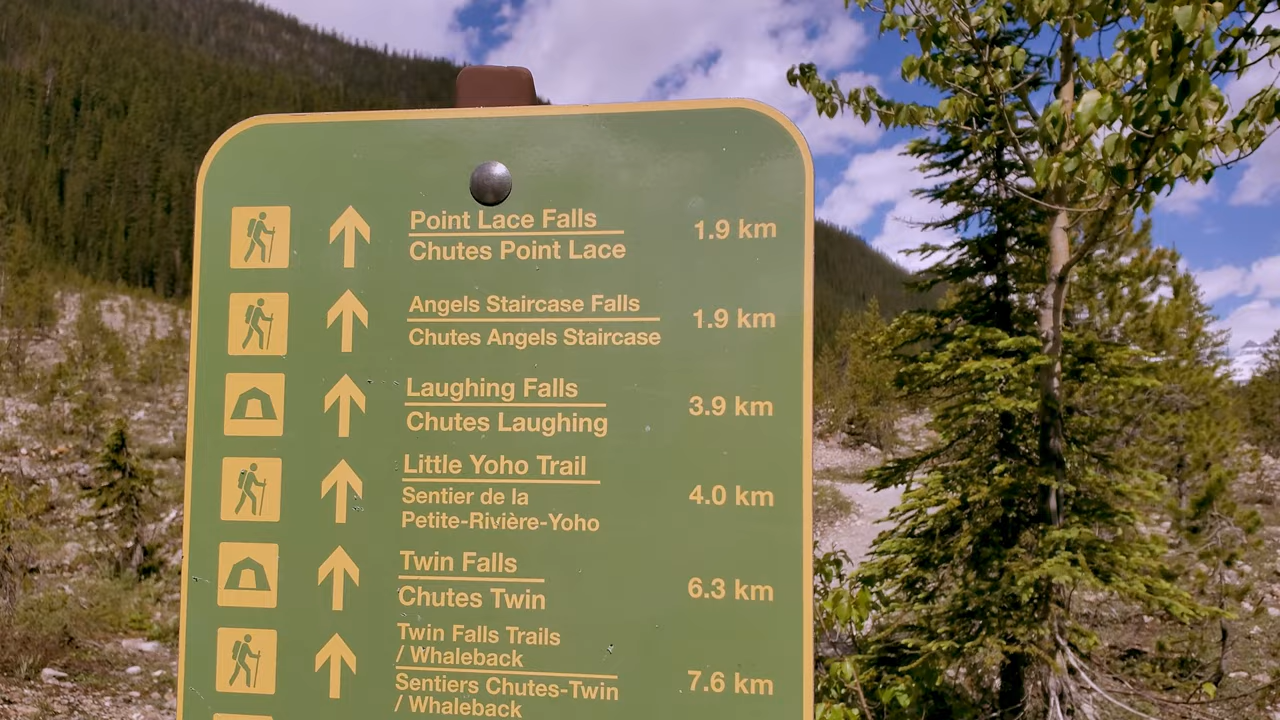 Point Lace Falls
Chutes Point Lace
1.9 km
Angels Staircase Falls
Chutes Angels Staircase
1.9 km
Laughing Falls
Chutes Laughing
3.9 km
Little Yoho Trail
Sentier de la
Petite-Rivière-Yoho
4.0 km
Twin Falls
Chutes Twin
6.3 km
Twin Falls Trails
/ Whaleback
Sentiers Chutes-Twin
/ Whaleback
7.6 km